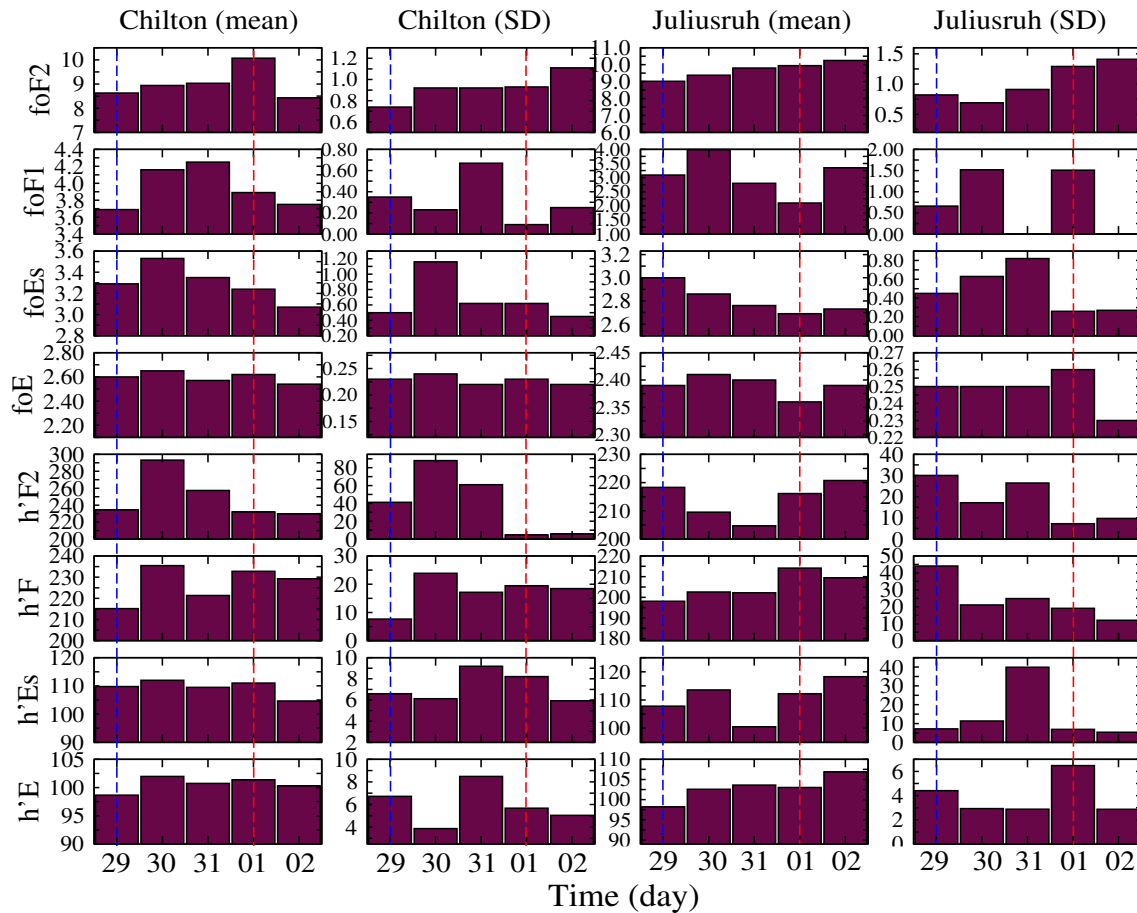 Chilton (mean) Chilton (SD) Juliusruh (mean) Juliusruh (SD)
foF2
10 9 8 7
1.2 1.0 0.8 0.6
11.0 10.0 9.0 8.0 7.0 6.0
1.5 1.0 0.5
foF1
4.4 4.2 4.0 3.8 3.6 3.4
0.80 0.60 0.40 0.20 0.00
4.00 3.50 3.00 2.50 2.00 1.50 1.00
2.00 1.50 1.00 0.50 0.00
foEs
3.6 3.4 3.2 3.0 2.8
1.20 1.00 0.80 0.60 0.40 0.20
3.2 3.0 2.8 2.6
0.80 0.60 0.40 0.20 0.00
foE
2.80 2.60 2.40 2.20
0.25 0.20 0.15
2.45 2.40 2.35 2.30
0.27 0.26 0.25 0.24 0.23 0.22
h'F2
300 280 260 240 220 200
80 60 40 20 0
230 220 210 200
40 30 20 10 0
h'F
240 230 220 210 200
30 20 10 0
220 210 200 190 180
50 40 30 20 10 0
h'Es
120 110 100 90
10 8 6 4 2
120 110 100
40 30 20 10 0
h'E
105 100 95 90
10 8 6 4
110 105 100 95 90
6 4 2 0
29 30 31 01 02 29 30 31 01 02 29 30 31 01 02 29 30 31 01 02
Time (day)